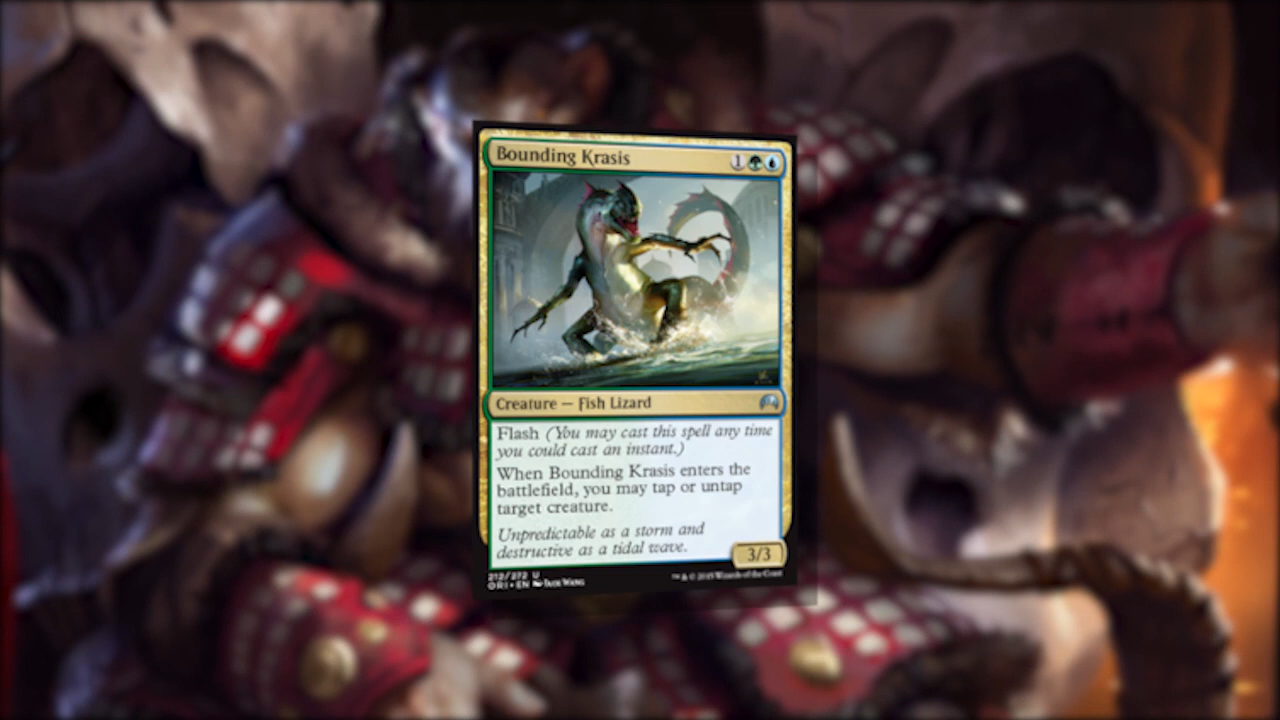 Bounding Krasis 1
Creature — Fish Lizard
Flash (You may cast this spell any time
you could cast an instant.)
When Bounding Krasis enters the
battlefield, you may tap or untap
target creature.
Unpredictable as a storm and
destructive as a tidal wave.
3/3
212/272 U
ORI • EN Jack Wang
™ & © 2015 Wizards of the Coast